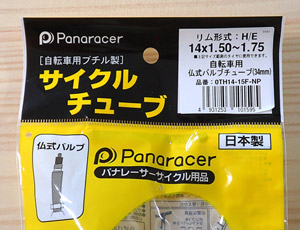 Panaracer
[自転車用ブチル製]
サイクル
チューブ
リム形式：H/E
14x1.50~1.75
自転車用
仏式バルブチューブ(34mm)
品番：0TH14-15F-NP
4 931253 101595
仏式バルブ
日本製
Panaracer
パナレーサーサイクル用品